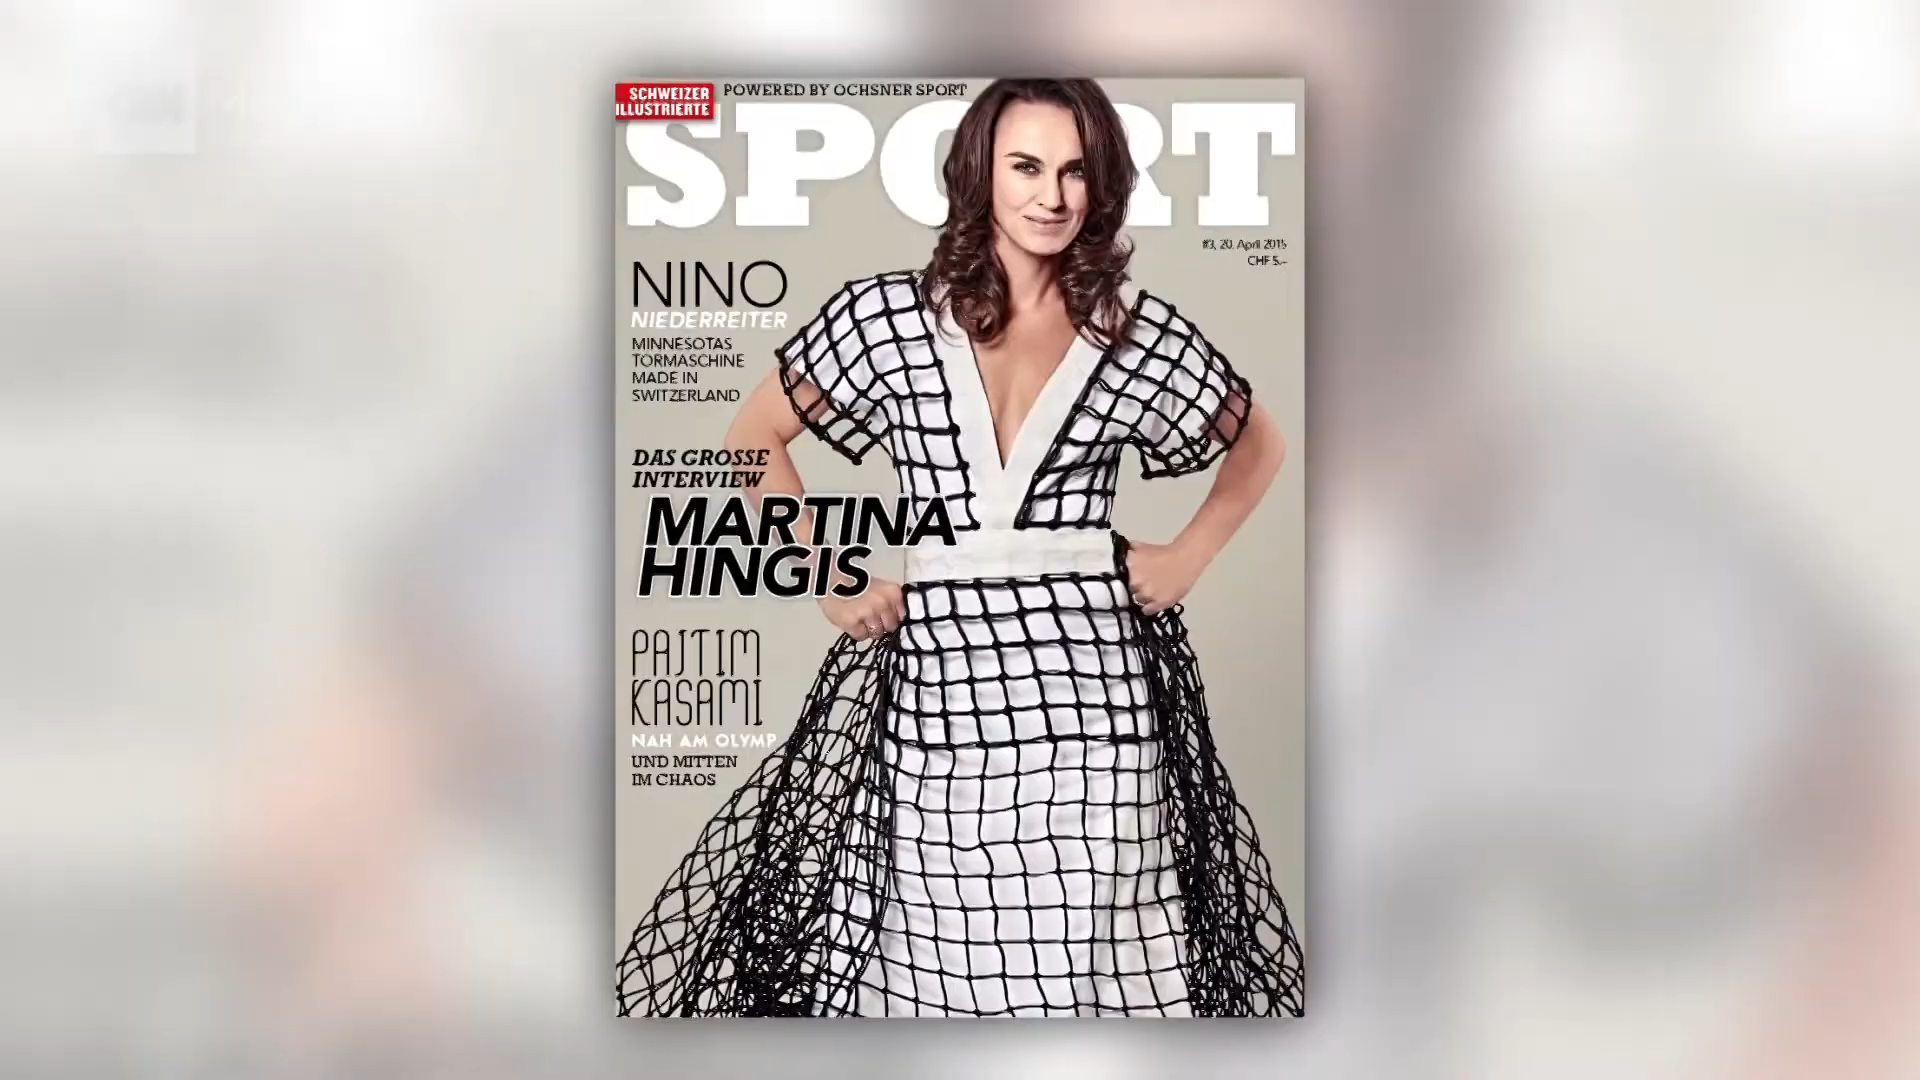 SCHWEIZER
ILLUSTRIERTE
POWERED BY OCHSNER SPORT
SPORT
#3, 20. April 2015
CHF 5.–
NINO
NIEDERREITER
MINNESOTAS
TORMASCHINE
MADE IN
SWITZERLAND
DAS GROSSE
INTERVIEW
MARTINA
HINGIS
PAJTIM
KASAMI
NAH AM OLYMP
UND MITTEN
IM CHAOS